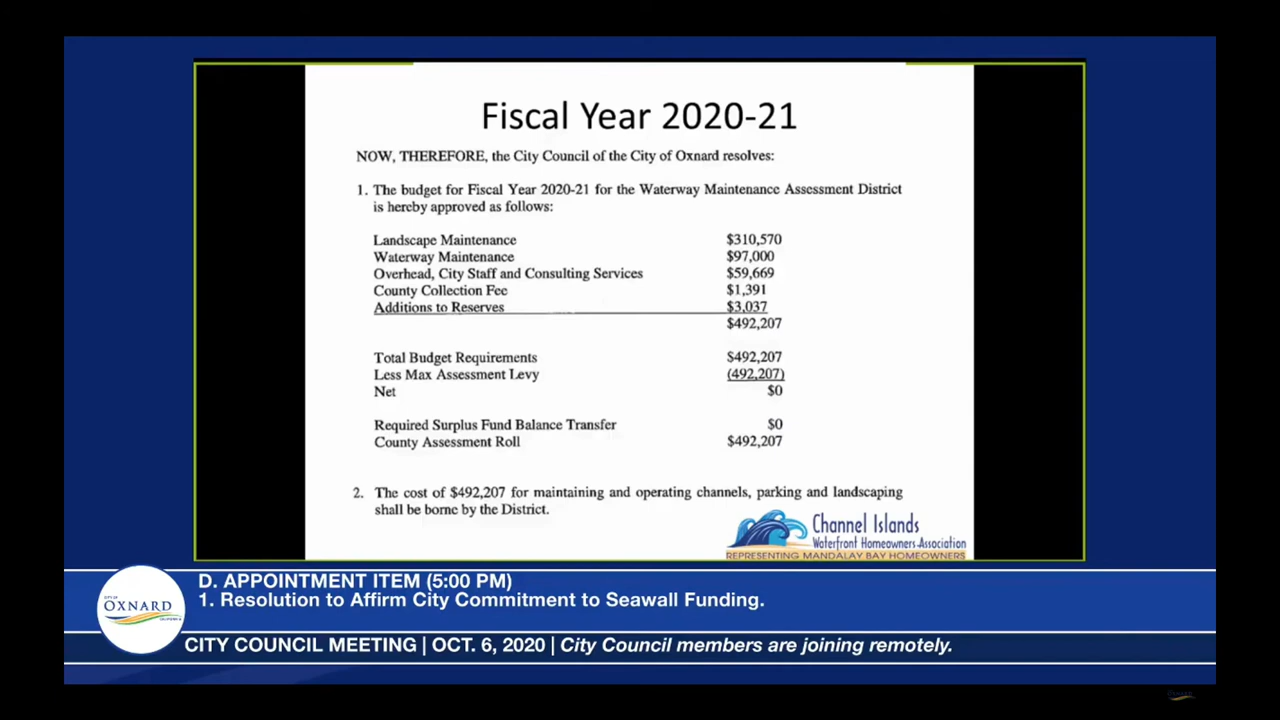 Fiscal Year 2020-21
NOW, THEREFORE, the City Council of the City of Oxnard resolves:
1. The budget for Fiscal Year 2020-21 for the Waterway Maintenance Assessment District
is hereby approved as follows:
Landscape Maintenance $310,570
Waterway Maintenance $97,000
Overhead, City Staff and Consulting Services $59,669
County Collection Fee $1,391
Additions to Reserves $3,037
$492,207
Total Budget Requirements $492,207
Less Max Assessment Levy (492,207)
Net $0
Required Surplus Fund Balance Transfer $0
County Assessment Roll $492,207
2. The cost of $492,207 for maintaining and operating channels, parking and landscaping
shall be borne by the District.
Channel Islands
Waterfront Homeowners Association
REPRESENTING MANDALAY BAY HOMEOWNERS
D. APPOINTMENT ITEM (5:00 PM)
1. Resolution to Affirm City Commitment to Seawall Funding.
CITY OF
OXNARD
CALIFORNIA
CITY COUNCIL MEETING | OCT. 6, 2020 | City Council members are joining remotely.
OXNARD